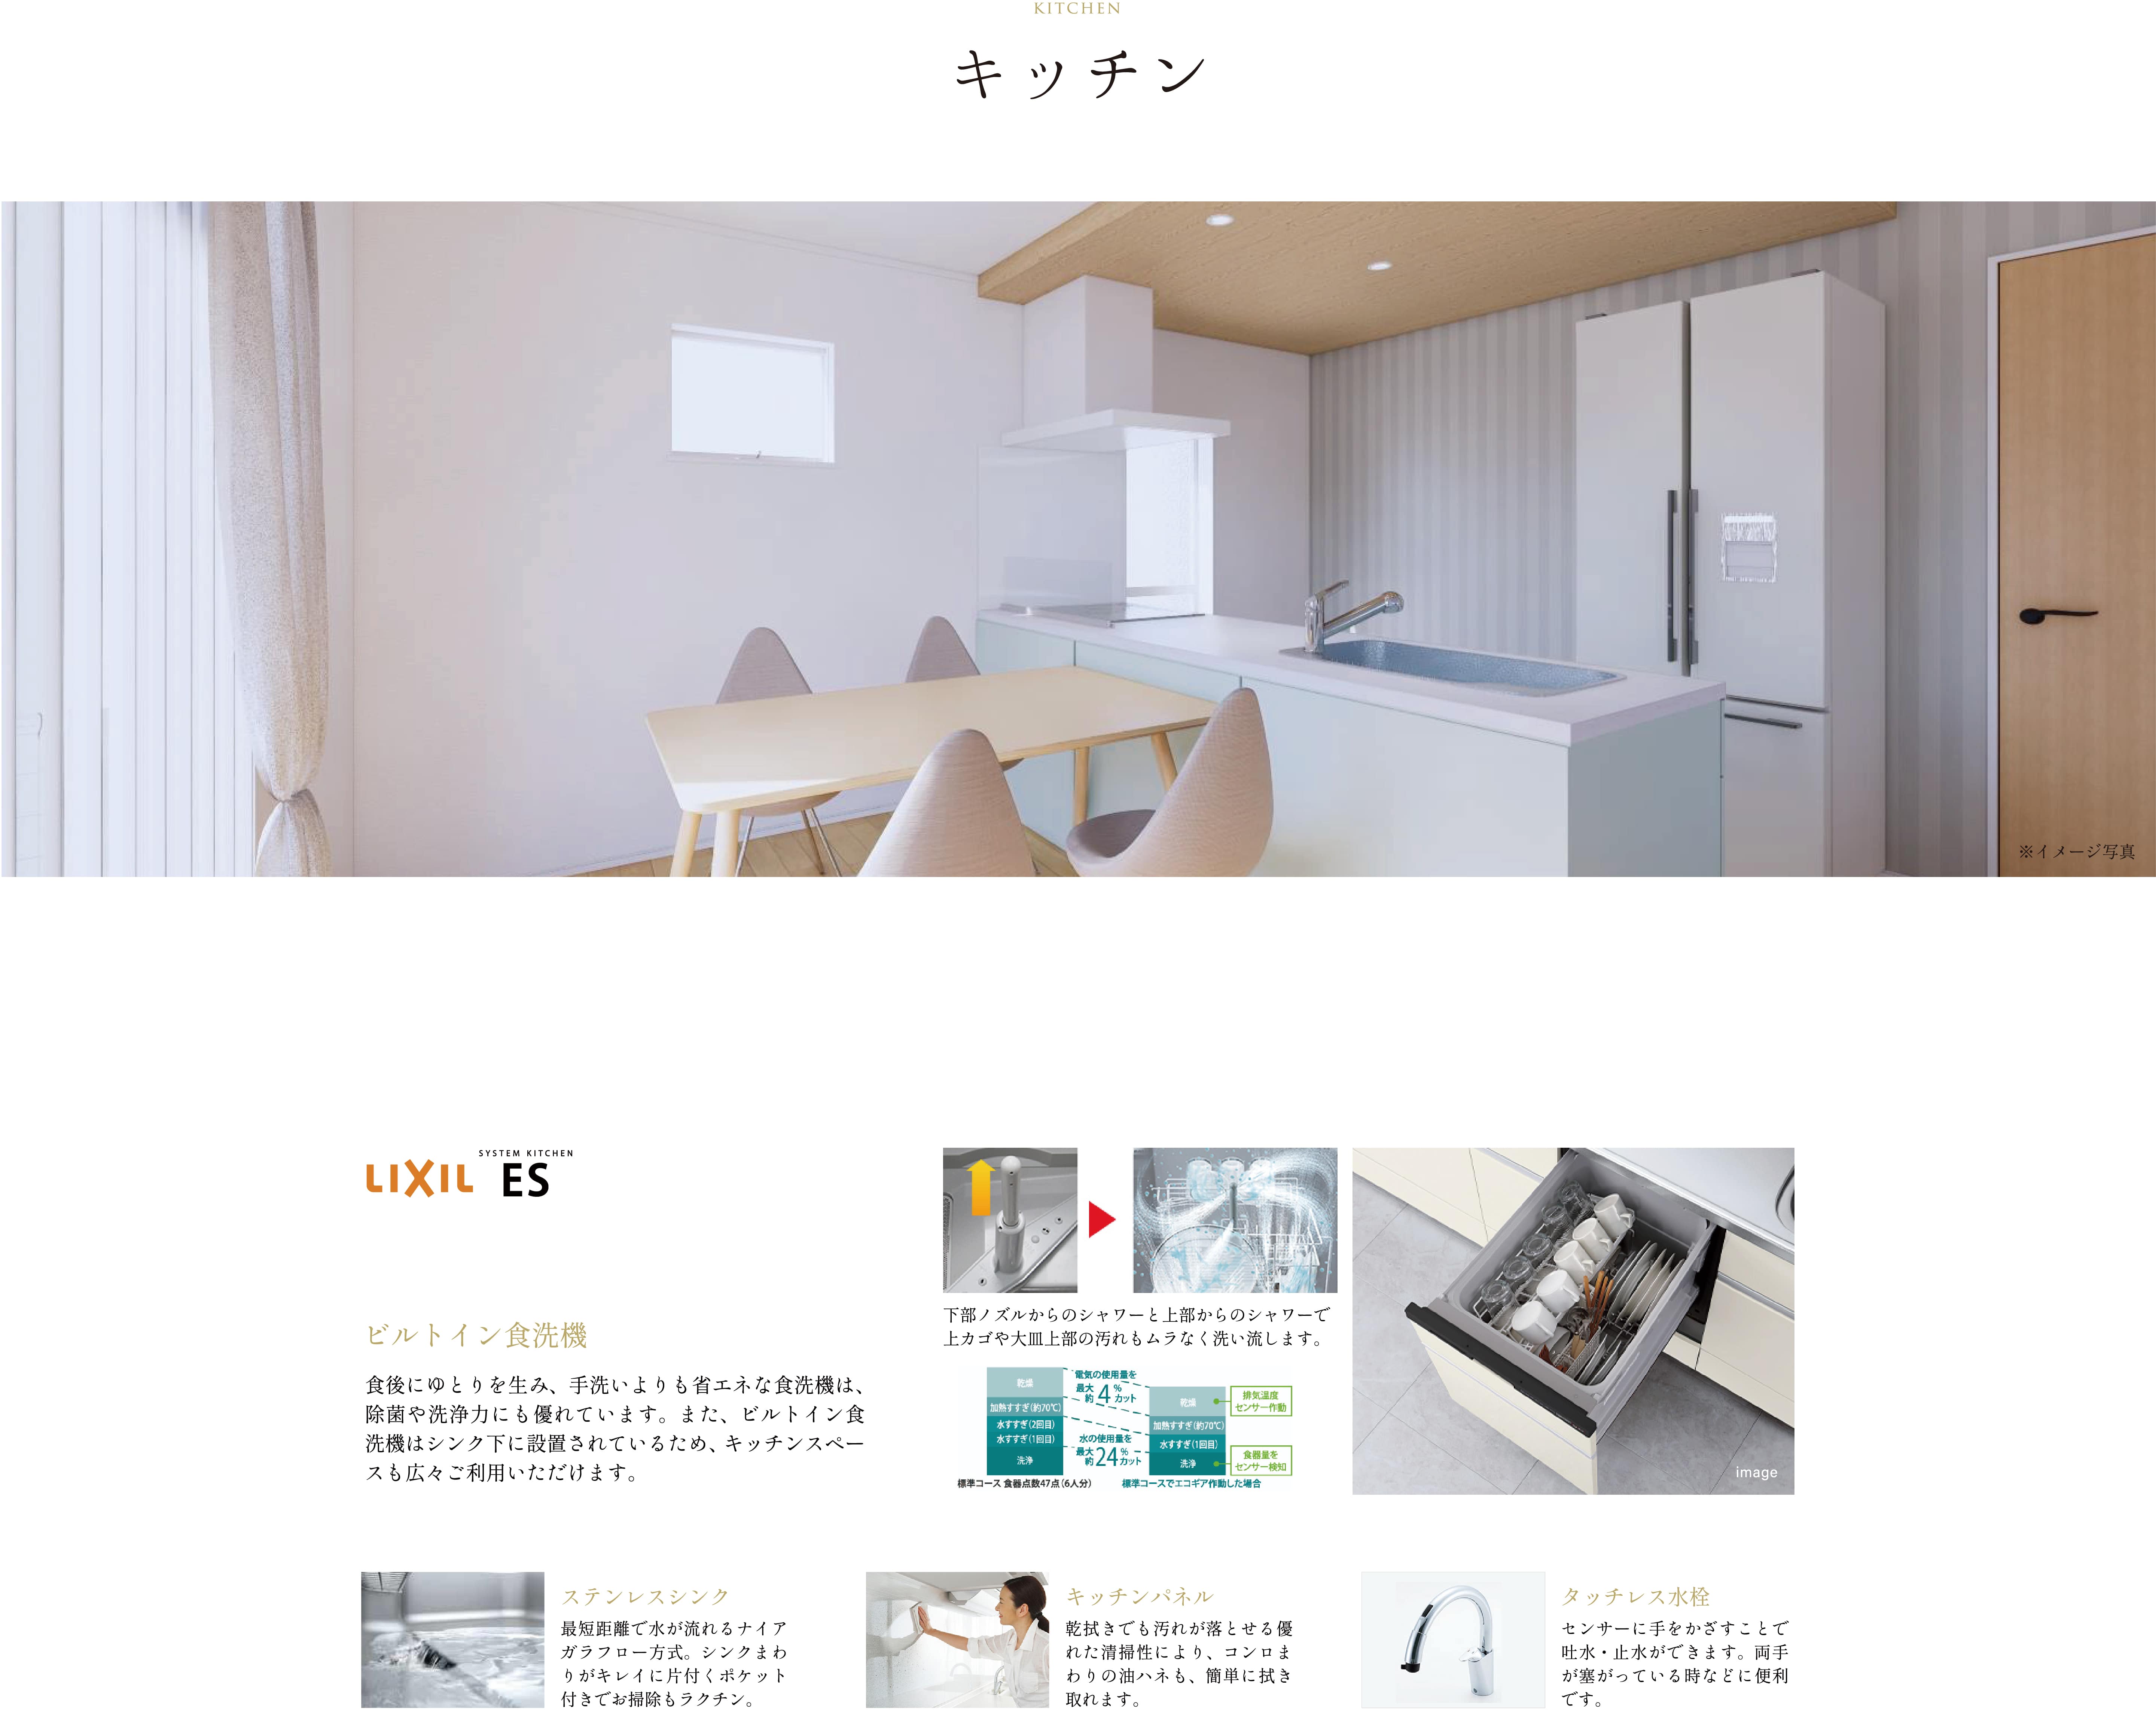 KITCHEN
キッチン
※イメージ写真
LIXIL
SYSTEM KITCHEN
ES
ビルトイン食洗機
食後にゆとりを生み、手洗いよりも省エネな食洗機は、
除菌や洗浄力にも優れています。また、ビルトイン食
洗機はシンク下に設置されているため、キッチンスペー
スも広々ご利用いただけます。
下部ノズルからのシャワーと上部からのシャワーで
上カゴや大皿上部の汚れもムラなく洗い流します。
乾燥
加熱すすぎ(約70℃)
水すすぎ(2回目)
水すすぎ(1回目)
洗浄
標準コース 食器点数47点(6人分)
電気の使用量を
最大約4%カット
水の使用量を
最大約24%カット
乾燥
加熱すすぎ(約70℃)
水すすぎ(1回目)
洗浄
標準コースでエコギア作動した場合
排気温度
センサー作動
食器量を
センサー検知
image
ステンレスシンク
最短距離で水が流れるナイア
ガラフロー方式。シンクまわ
りがキレイに片付くポケット
付きでお掃除もラクチン。
キッチンパネル
乾拭きでも汚れが落とせる優
れた清掃性により、コンロま
わりの油ハネも、簡単に拭き
取れます。
タッチレス水栓
センサーに手をかざすことで
吐水・止水ができます。両手
が塞がっている時などに便利
です。